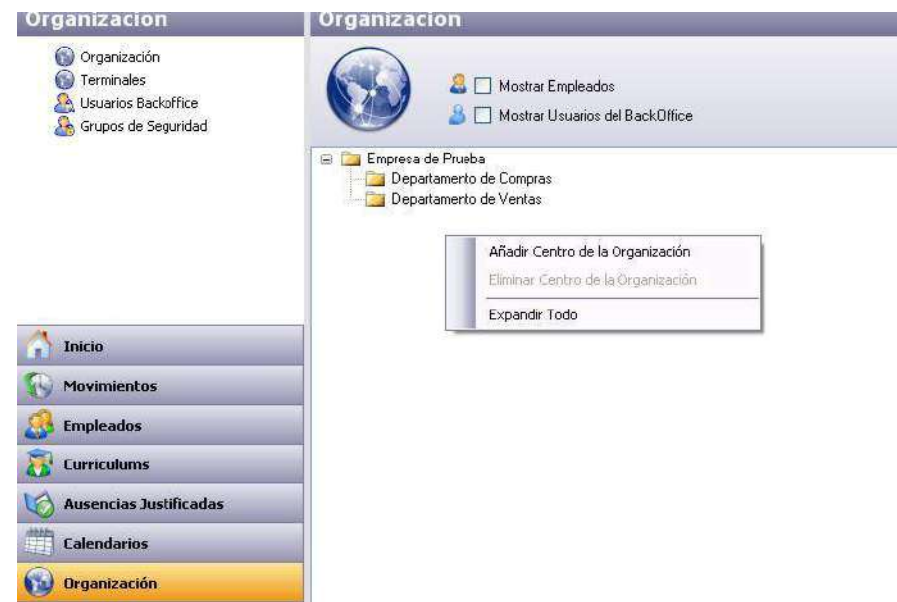 Organización
Organización
Terminales
Usuarios Backoffice
Grupos de Seguridad
Inicio
Movimientos
Empleados
Curriculums
Ausencias Justificadas
Calendarios
Organización
Organización
Mostrar Empleados
Mostrar Usuarios del BackOffice
Empresa de Prueba
Departamento de Compras
Departamento de Ventas
Añadir Centro de la Organización
Eliminar Centro de la Organización
Expandir Todo